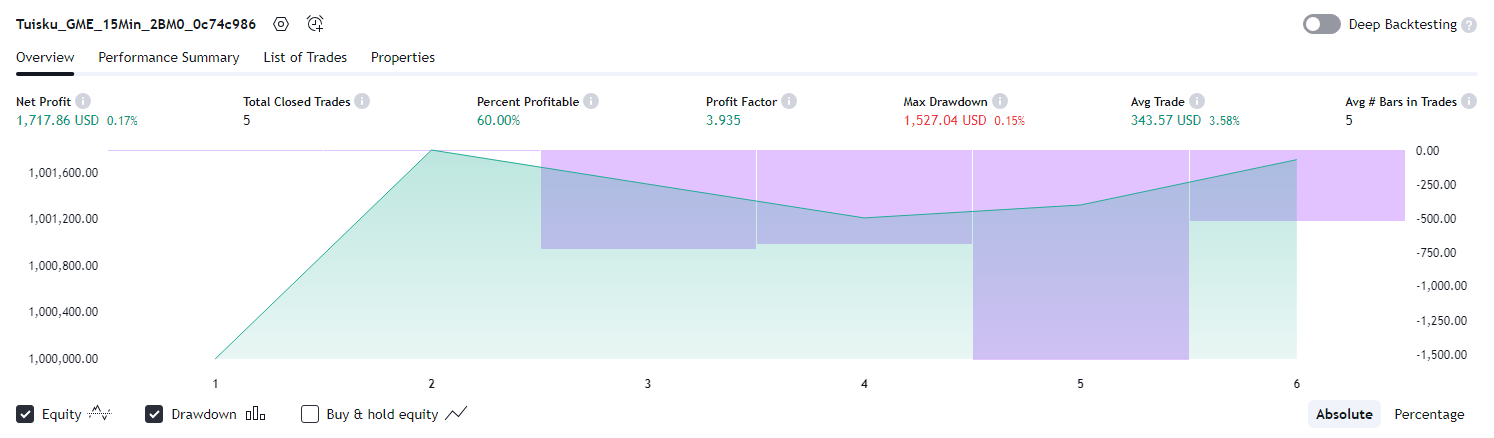 Tuisku_GME_15Min_2BM0_0c74c986
Deep Backtesting ?
Overview Performance Summary List of Trades Properties
Net Profit Total Closed Trades Percent Profitable Profit Factor Max Drawdown Avg Trade Avg # Bars in Trades
1,717.86 USD 0.17% 5 60.00% 3.935 1,527.04 USD 0.15% 343.57 USD 3.58% 5
1,001,600.00
1,001,200.00
1,000,800.00
1,000,400.00
1,000,000.00
0.00
-250.00
-500.00
-750.00
-1,000.00
-1,250.00
-1,500.00
1 2 3 4 5 6
Equity Drawdown Buy & hold equity Absolute Percentage